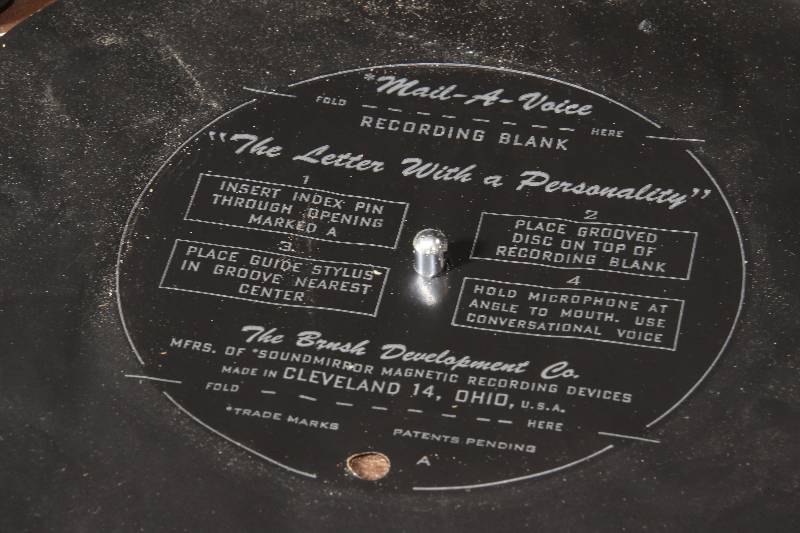 *Mail-A-Voice
FOLD HERE
RECORDING BLANK
"The Letter With a Personality"
1
INSERT INDEX PIN
THROUGH OPENING
MARKED A
2
PLACE GROOVED
DISC ON TOP OF
RECORDING BLANK
3
PLACE GUIDE STYLUS
IN GROOVE NEAREST
CENTER
4
HOLD MICROPHONE AT
ANGLE TO MOUTH. USE
CONVERSATIONAL VOICE
The Brush Development Co.
MFRS. OF *SOUNDMIRROR MAGNETIC RECORDING DEVICES
MADE IN CLEVELAND 14, OHIO, U.S.A.
FOLD HERE
*TRADE MARKS PATENTS PENDING
A